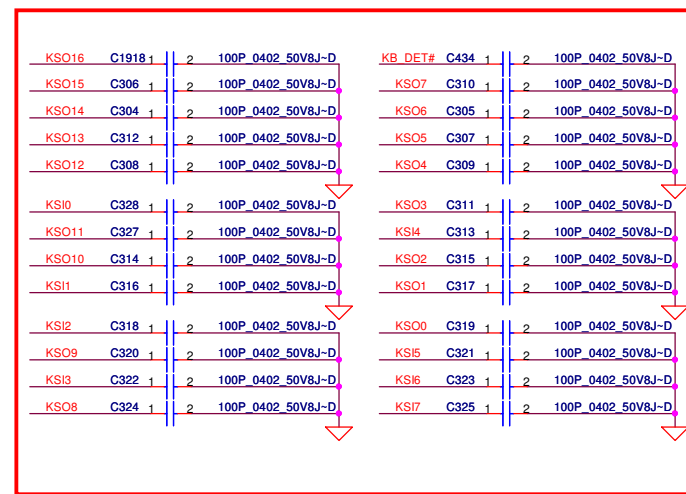 KSO16 C1918 1 2 100P_0402_50V8J~D
KSO15 C306 1 2 100P_0402_50V8J~D
KSO14 C304 1 2 100P_0402_50V8J~D
KSO13 C312 1 2 100P_0402_50V8J~D
KSO12 C308 1 2 100P_0402_50V8J~D
KSI0 C328 1 2 100P_0402_50V8J~D
KSO11 C327 1 2 100P_0402_50V8J~D
KSO10 C314 1 2 100P_0402_50V8J~D
KSI1 C316 1 2 100P_0402_50V8J~D
KSI2 C318 1 2 100P_0402_50V8J~D
KSO9 C320 1 2 100P_0402_50V8J~D
KSI3 C322 1 2 100P_0402_50V8J~D
KSO8 C324 1 2 100P_0402_50V8J~D
KB_DET# C434 1 2 100P_0402_50V8J~D
KSO7 C310 1 2 100P_0402_50V8J~D
KSO6 C305 1 2 100P_0402_50V8J~D
KSO5 C307 1 2 100P_0402_50V8J~D
KSO4 C309 1 2 100P_0402_50V8J~D
KSO3 C311 1 2 100P_0402_50V8J~D
KSI4 C313 1 2 100P_0402_50V8J~D
KSO2 C315 1 2 100P_0402_50V8J~D
KSO1 C317 1 2 100P_0402_50V8J~D
KSO0 C319 1 2 100P_0402_50V8J~D
KSI5 C321 1 2 100P_0402_50V8J~D
KSI6 C323 1 2 100P_0402_50V8J~D
KSI7 C325 1 2 100P_0402_50V8J~D